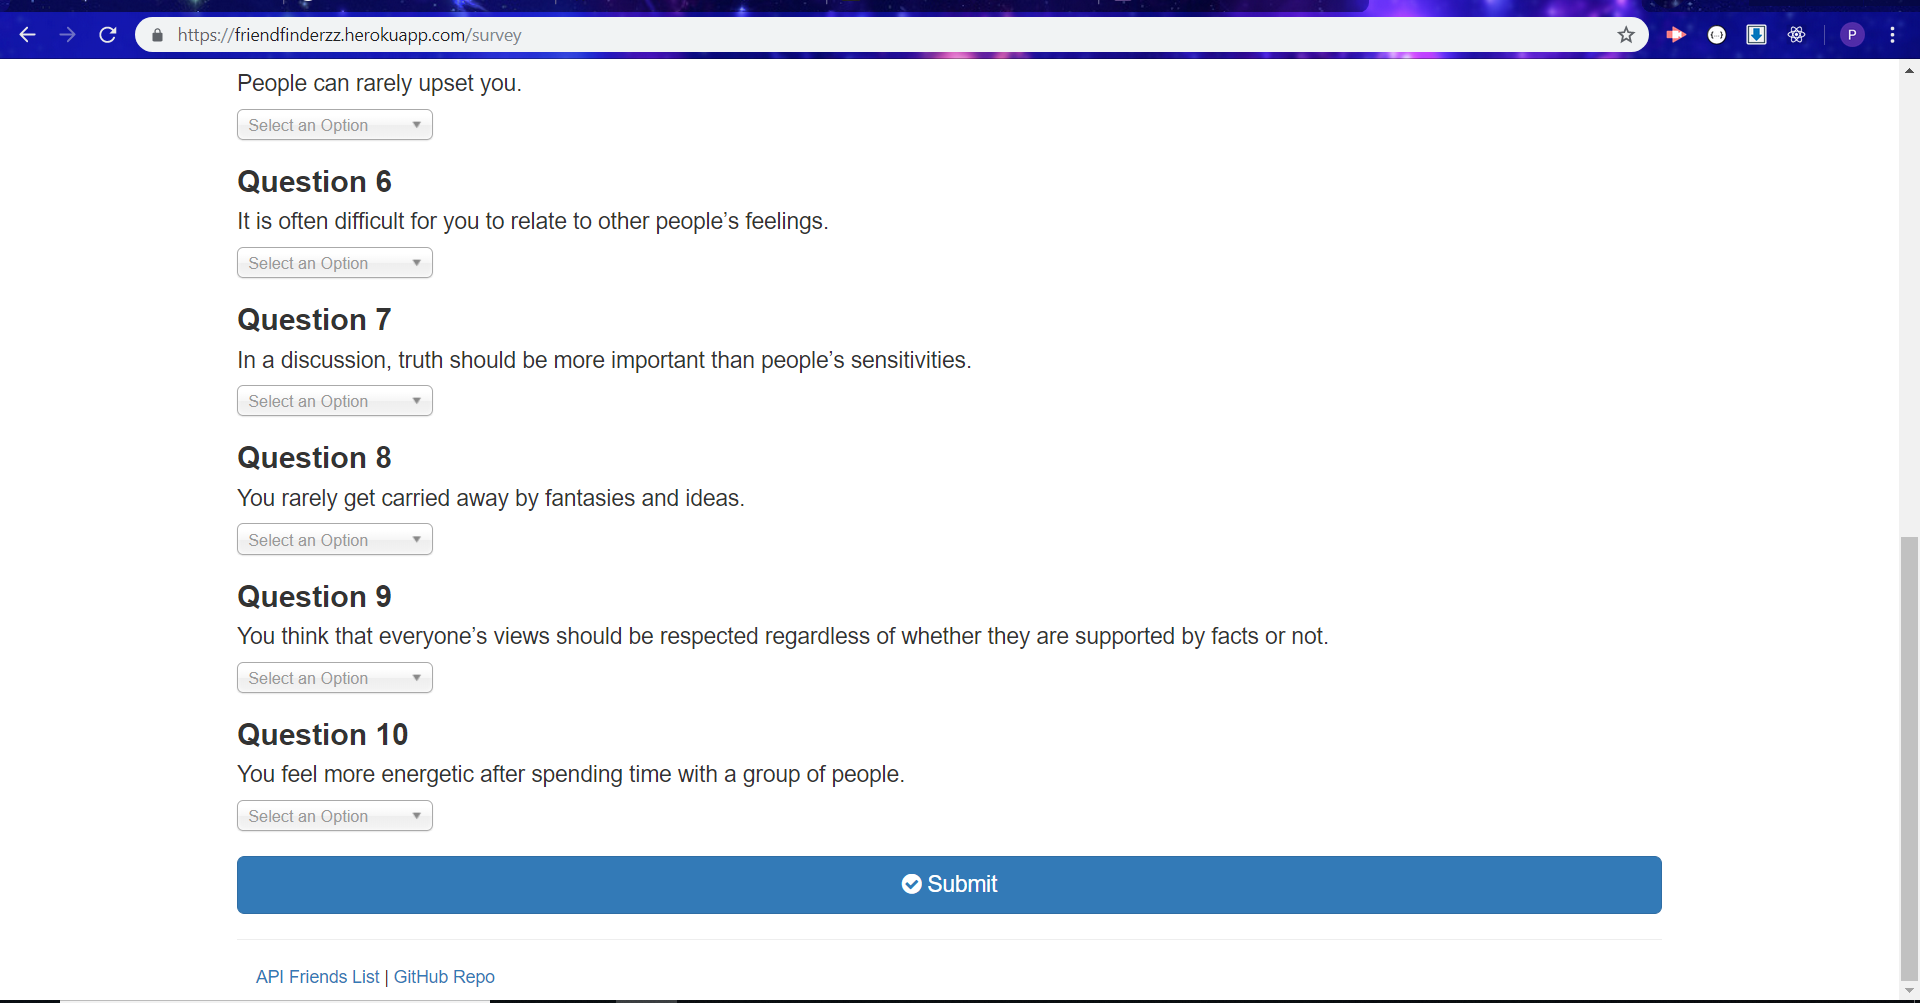 https://friendfinderzz.herokuapp.com/survey
P
People can rarely upset you.
Select an Option
Question 6
It is often difficult for you to relate to other people’s feelings.
Select an Option
Question 7
In a discussion, truth should be more important than people’s sensitivities.
Select an Option
Question 8
You rarely get carried away by fantasies and ideas.
Select an Option
Question 9
You think that everyone’s views should be respected regardless of whether they are supported by facts or not.
Select an Option
Question 10
You feel more energetic after spending time with a group of people.
Select an Option
Submit
API Friends List | GitHub Repo